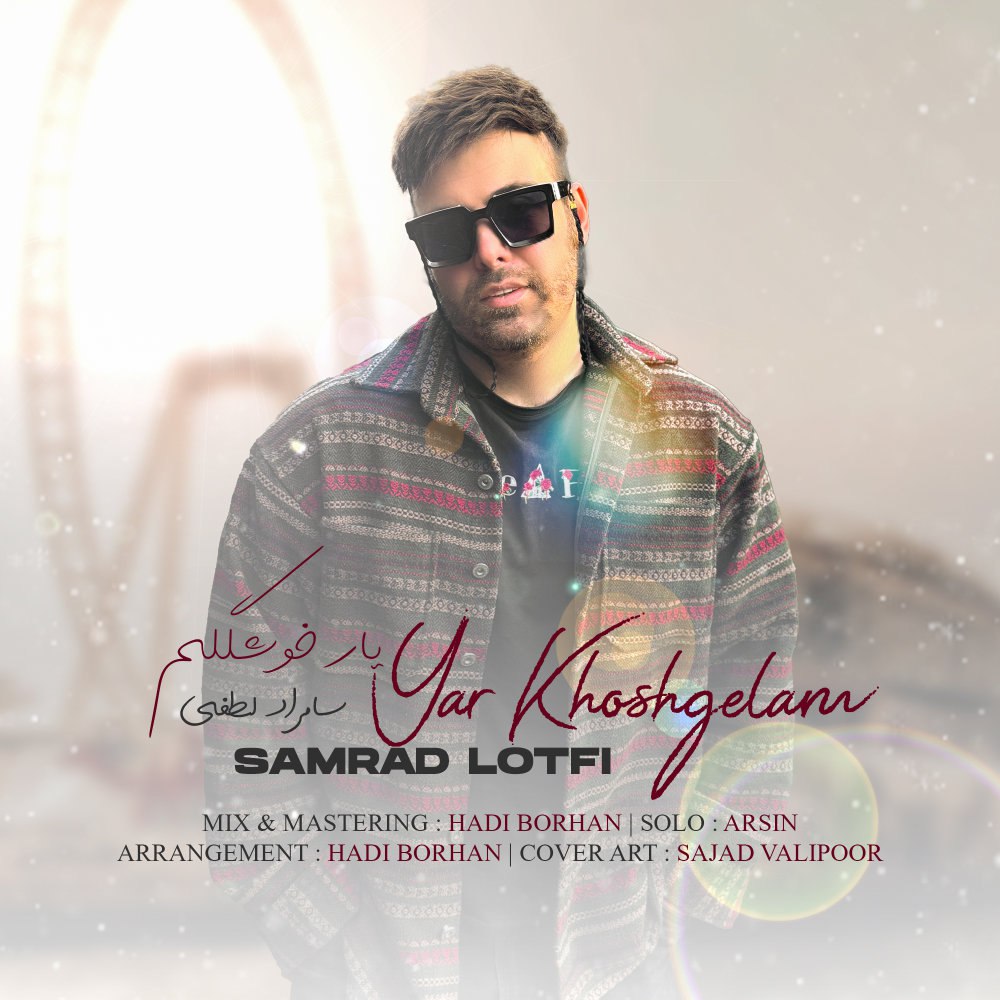 یار خوشگلم
Yar Khoshgelam
سامراد لطفی
SAMRAD LOTFI
MIX & MASTERING : HADI BORHAN | SOLO : ARSIN
ARRANGEMENT : HADI BORHAN | COVER ART : SAJAD VALIPOOR